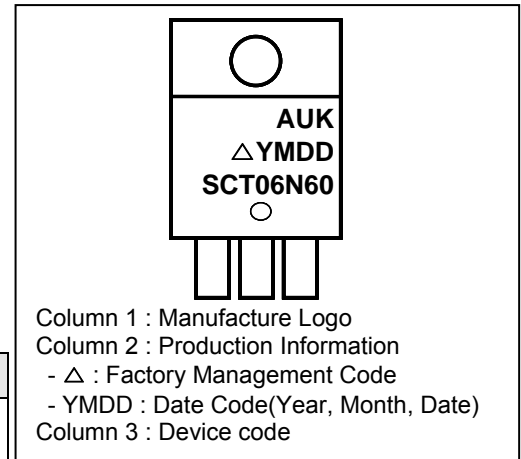 AUK
△YMDD
SCT06N60
Column 1 : Manufacture Logo
Column 2 : Production Information
- △ : Factory Management Code
- YMDD : Date Code(Year, Month, Date)
Column 3 : Device code